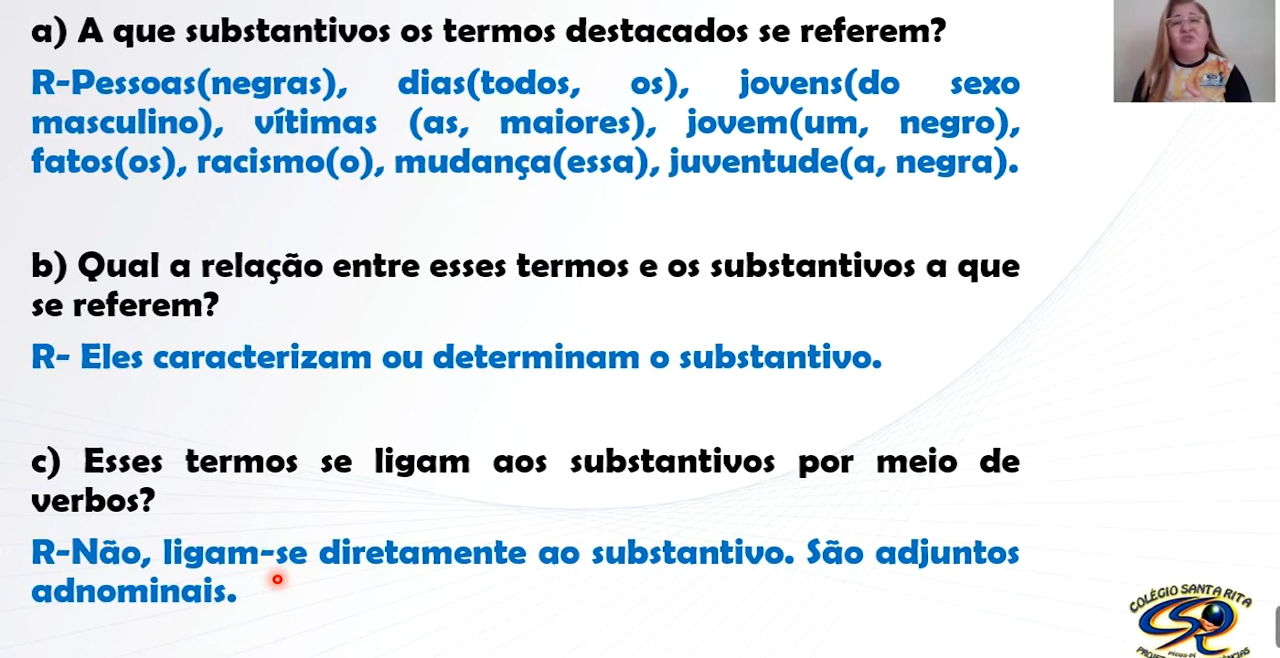 a) A que substantivos os termos destacados se referem?
R-Pessoas(negras), dias(todos, os), jovens(do sexo
masculino), vítimas (as, maiores), jovem(um, negro),
fatos(os), racismo(o), mudança(essa), juventude(a, negra).
b) Qual a relação entre esses termos e os substantivos a que
se referem?
R- Eles caracterizam ou determinam o substantivo.
c) Esses termos se ligam aos substantivos por meio de
verbos?
R-Não, ligam-se diretamente ao substantivo. São adjuntos
adnominais.
COLÉGIO SANTA RITA